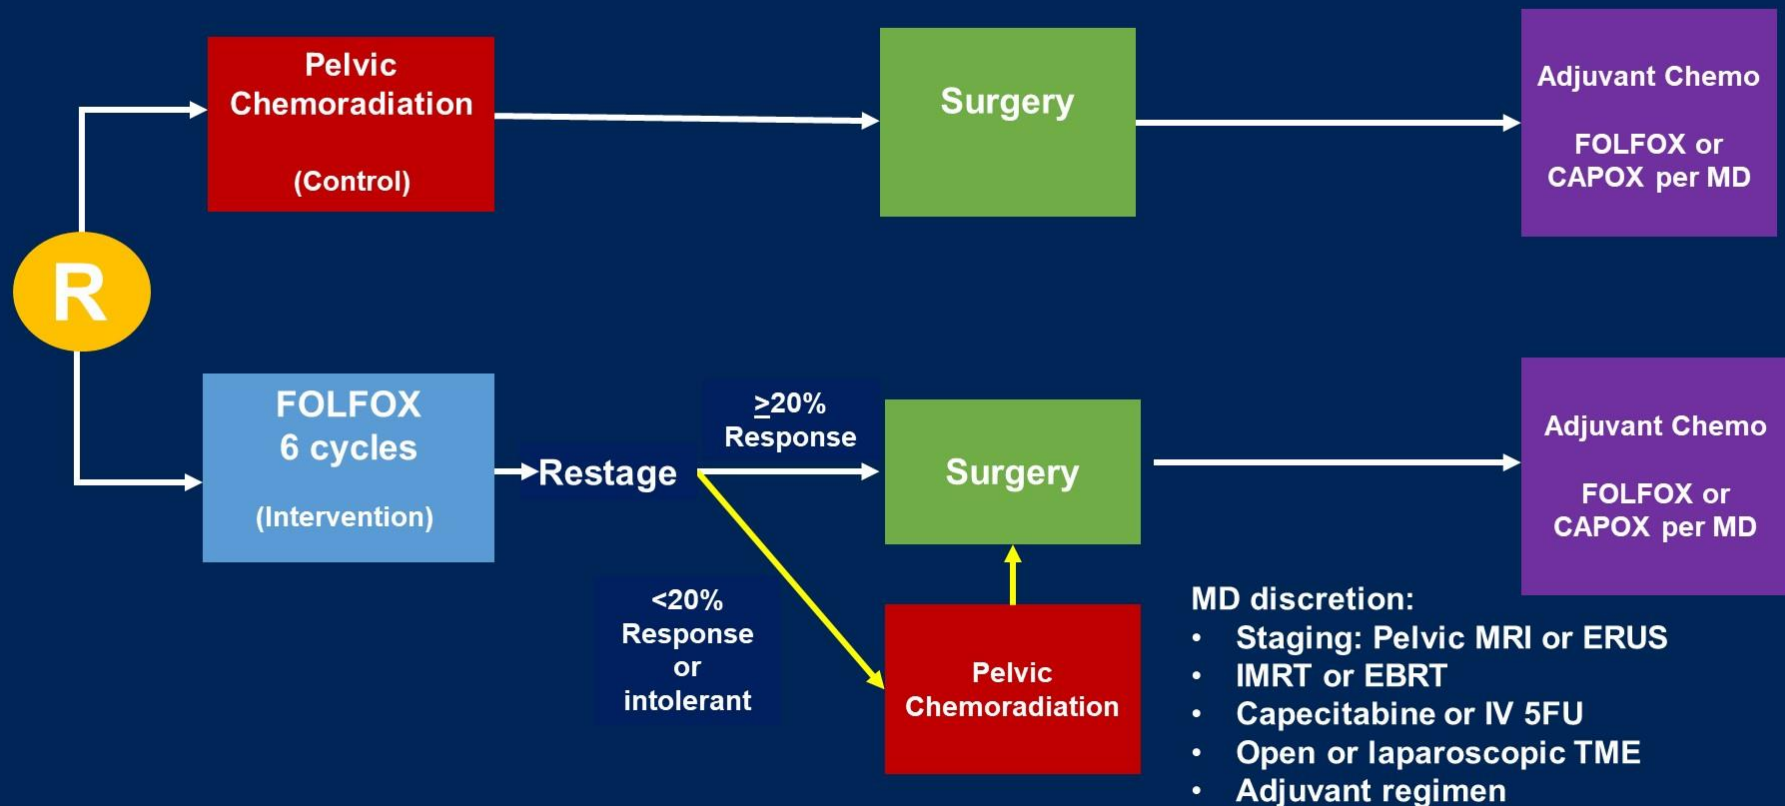 Pelvic
Chemoradiation
(Control)
Surgery
Adjuvant Chemo
FOLFOX or
CAPOX per MD
R
FOLFOX
6 cycles
(Intervention)
Restage
≥20%
Response
<20%
Response
or
intolerant
Surgery
Pelvic
Chemoradiation
Adjuvant Chemo
FOLFOX or
CAPOX per MD
MD discretion:
• Staging: Pelvic MRI or ERUS
• IMRT or EBRT
• Capecitabine or IV 5FU
• Open or laparoscopic TME
• Adjuvant regimen